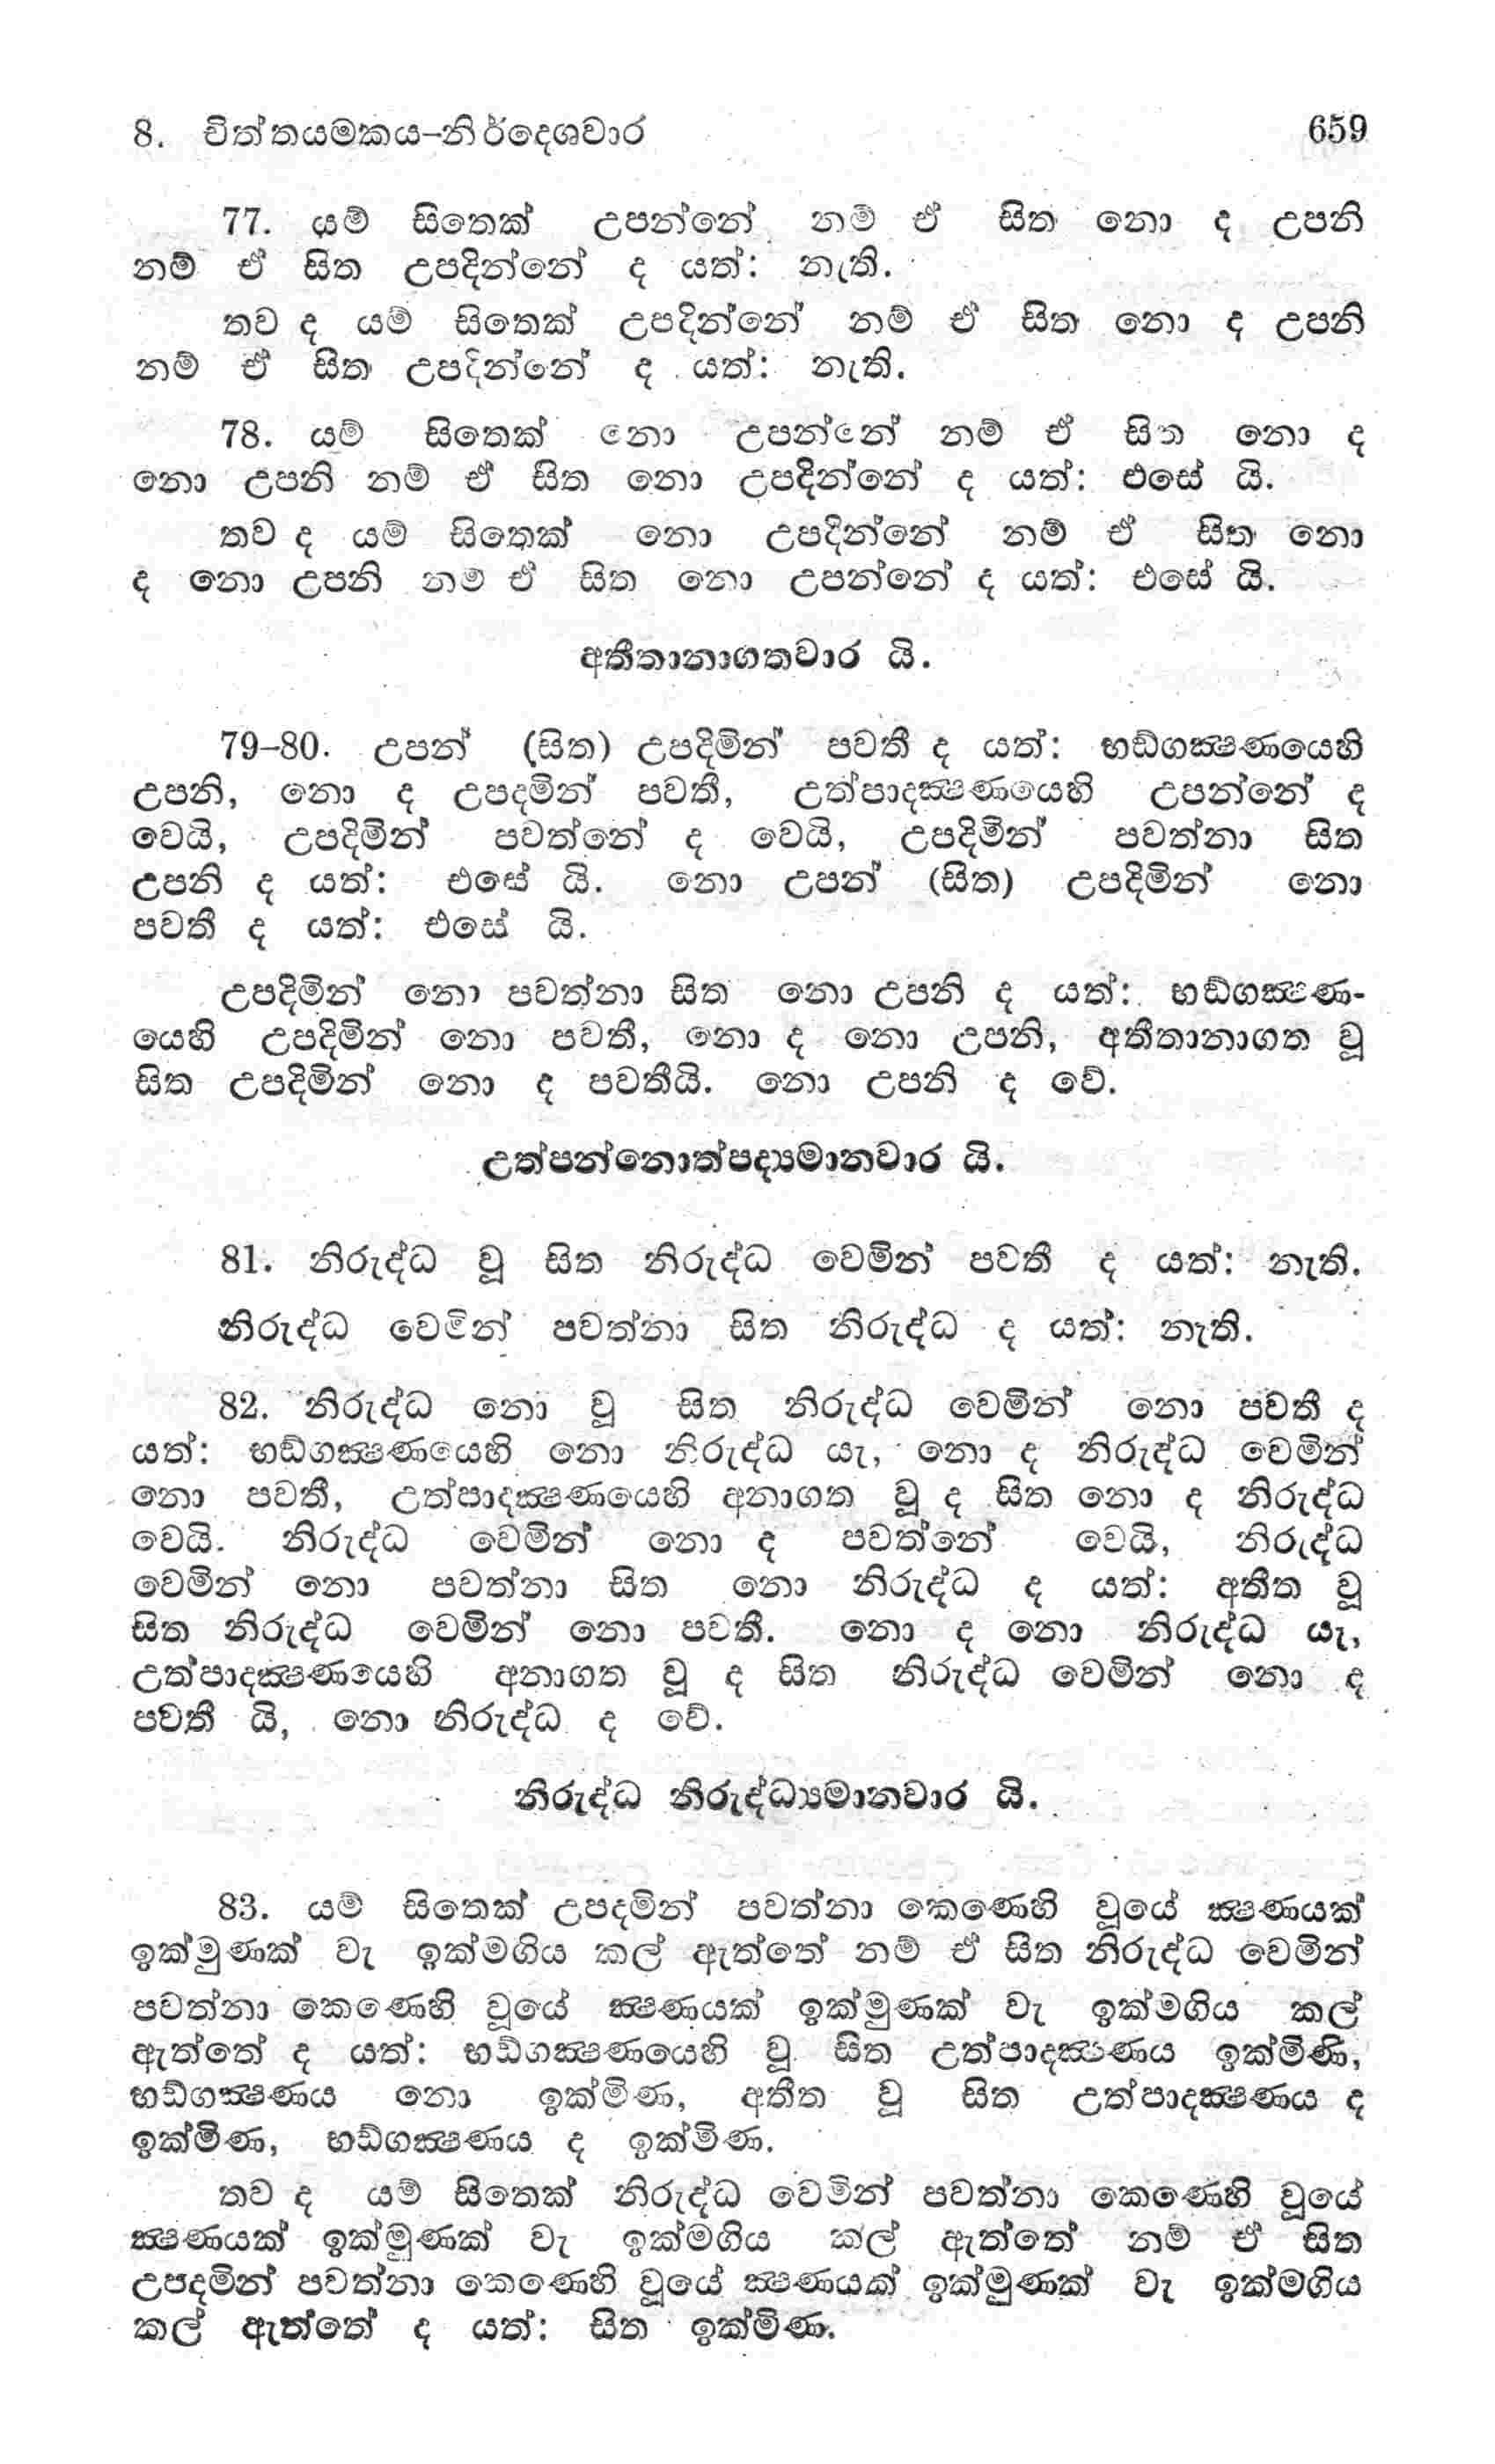 8. චිත්තයමකය-නිර්දෙශවාර 659
77. යම් සිතෙක් උපන්නේ නම් ඒ සිත නො ද උපනි
නම් ඒ සිත උපදින්නේ ද යත්: නැති.
තව ද යම් සිතෙක් උපදින්නේ නම් ඒ සිත නො ද උපනි
නම් ඒ සිත උපදින්නේ ද යත්: නැති.
78. යම් සිතෙක් නො උපන්නේ නම් ඒ සිත නො ද
නො උපනි නම් ඒ සිත නො උපදින්නේ ද යත්: එසේ යි.
තව ද යම් සිතෙක් නො උපදින්නේ නම් ඒ සිත නො
ද නො උපනි නම් ඒ සිත නො උපන්නේ ද යත්: එසේ යි.
අතීතානාගතවාර යි.
79-80. උපන් (සිත) උපදිමින් පවතී ද යත්: භඞ්ගක්‍ෂණයෙහි
උපනි, නො ද උපදමින් පවතී, උත්පාදක්‍ෂණයෙහි උපන්නේ ද
වෙයි, උපදිමින් පවත්නේ ද වෙයි, උපදිමින් පවත්නා සිත
උපනි ද යත්: එසේ යි. නො උපන් (සිත) උපදිමින් නො
පවතී ද යත්: එසේ යි.
උපදිමින් නො පවත්නා සිත නො උපනි ද යත්: භඞ්ගක්‍ෂණ-
යෙහි උපදිමින් නො පවතී, නො ද නො උපනි, අතීතානාගත වූ
සිත උපදිමින් නො ද පවතීයි. නො උපනි ද වේ.
උත්පන්නොත්පද්‍යමානවාර යි.
81. නිරුද්ධ වූ සිත නිරුද්ධ වෙමින් පවතී ද යත්: නැති.
නිරුද්ධ වෙමින් පවත්නා සිත නිරුද්ධ ද යත්: නැති.
82. නිරුද්ධ නො වූ සිත නිරුද්ධ වෙමින් නො පවතී ද
යත්: භඞ්ගක්‍ෂණයෙහි නො නිරුද්ධ යැ, නො ද නිරුද්ධ වෙමින්
නො පවතී, උත්පාදක්‍ෂණයෙහි අනාගත වූ ද සිත නො ද නිරුද්ධ
වෙයි. නිරුද්ධ වෙමින් නො ද පවත්නේ වෙයි, නිරුද්ධ
වෙමින් නො පවත්නා සිත නො නිරුද්ධ ද යත්: අතීත වූ
සිත නිරුද්ධ වෙමින් නො පවතී. නො ද නො නිරුද්ධ යැ,
උත්පාදක්‍ෂණයෙහි අනාගත වූ ද සිත නිරුද්ධ වෙමින් නො ද
පවතී යි, නො නිරුද්ධ ද වේ.
නිරුද්ධ නිරුද්ධ්‍යමානවාර යි.
83. යම් සිතෙක් උපදමින් පවත්නා කෙණෙහි වූයේ ක්‍ෂණයක්
ඉක්මුණක් වැ ඉක්මගිය කල් ඇත්තේ නම් ඒ සිත නිරුද්ධ වෙමින්
පවත්නා කෙණෙහි වූයේ ක්‍ෂණයක් ඉක්මුණක් වැ ඉක්මගිය කල්
ඇත්තේ ද යත්: භඞ්ගක්‍ෂණයෙහි වූ සිත උත්පාදක්‍ෂණය ඉක්මිණි,
භඞ්ගක්‍ෂණය නො ඉක්මිණ, අතීත වූ සිත උත්පාදක්‍ෂණය ද
ඉක්මිණ, භඞ්ගක්‍ෂණය ද ඉක්මිණ.
තව ද යම් සිතෙක් නිරුද්ධ වෙමින් පවත්නා කෙණෙහි වූයේ
ක්‍ෂණයක් ඉක්මුණක් වැ ඉක්මගිය කල් ඇත්තේ නම් ඒ සිත
උපදමින් පවත්නා කෙණෙහි වූයේ ක්‍ෂණයක් ඉක්මුණක් වැ ඉක්මගිය
කල් ඇත්තේ ද යත්: සිත ඉක්මිණ.